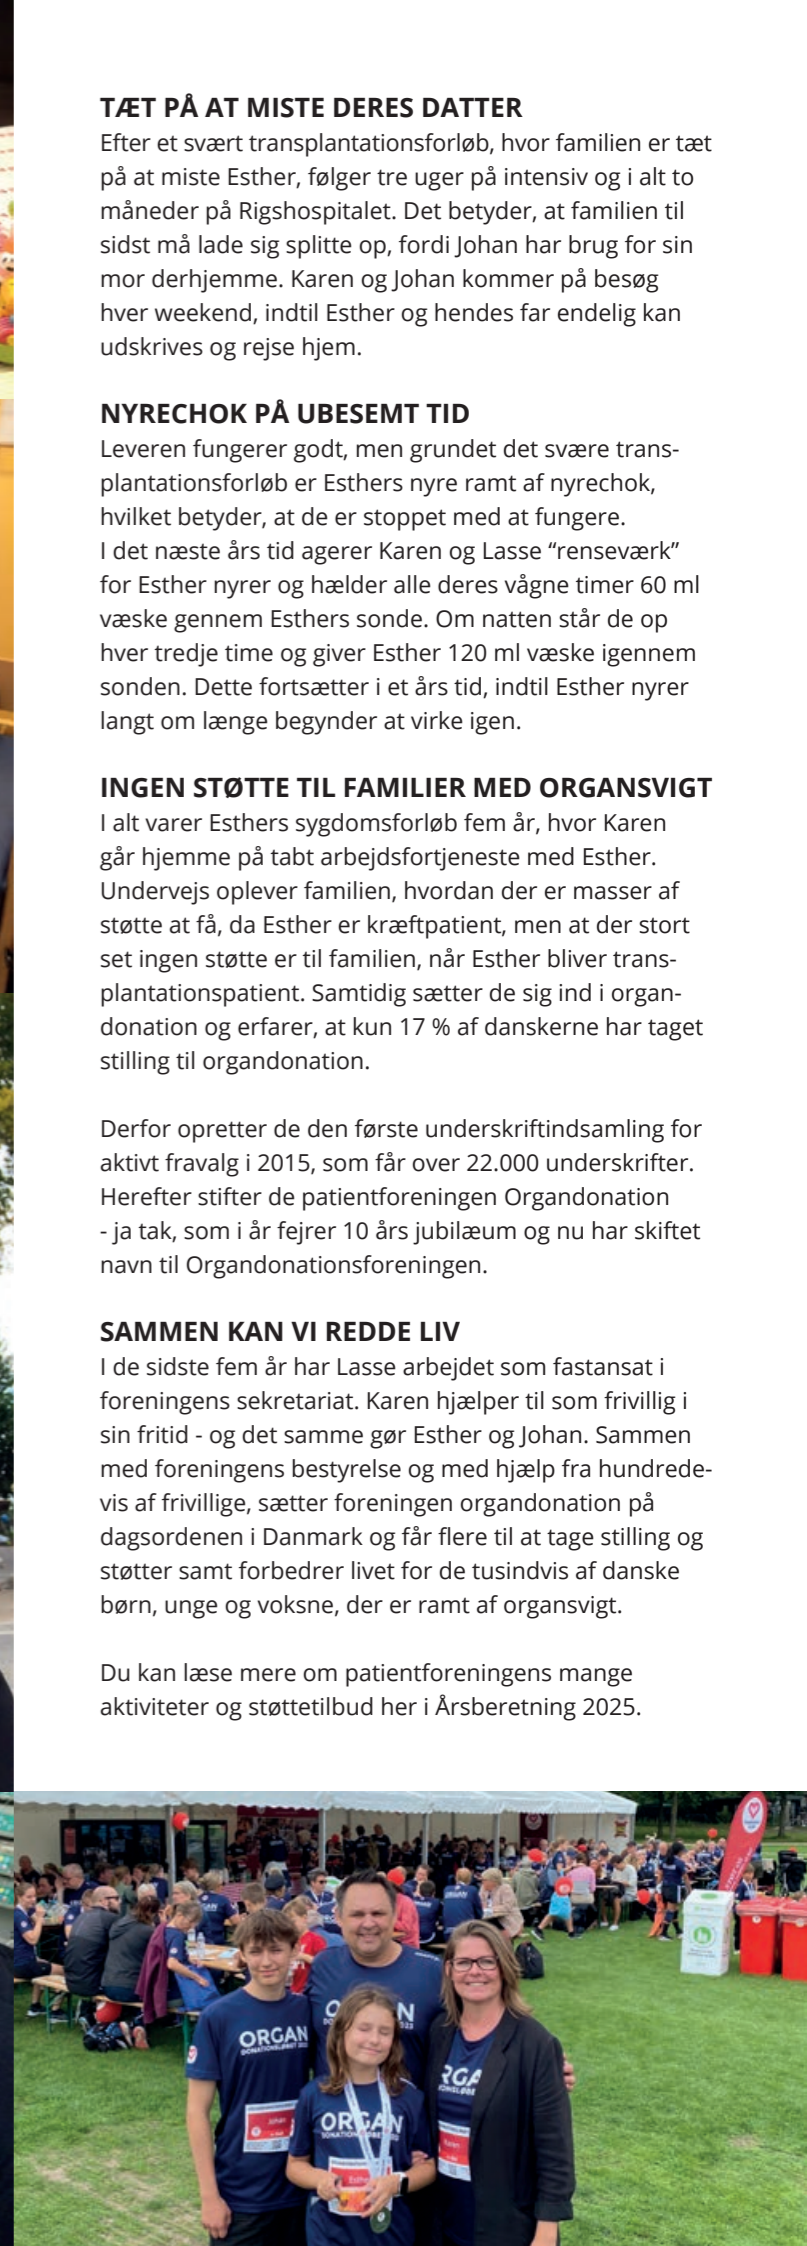 TÆT PÅ AT MISTE DERES DATTER
Efter et svært transplantationsforløb, hvor familien er tæt
på at miste Esther, følger tre uger på intensiv og i alt to
måneder på Rigshospitalet. Det betyder, at familien til
sidst må lade sig splitte op, fordi Johan har brug for sin
mor derhjemme. Karen og Johan kommer på besøg
hver weekend, indtil Esther og hendes far endelig kan
udskrives og rejse hjem.
NYRECHOK PÅ UBESEMT TID
Leveren fungerer godt, men grundet det svære trans-
plantationsforløb er Esthers nyre ramt af nyrechok,
hvilket betyder, at de er stoppet med at fungere.
I det næste års tid agerer Karen og Lasse “renseværk”
for Esther nyrer og hælder alle deres vågne timer 60 ml
væske gennem Esthers sonde. Om natten står de op
hver tredje time og giver Esther 120 ml væske igennem
sonden. Dette fortsætter i et års tid, indtil Esther nyrer
langt om længe begynder at virke igen.
INGEN STØTTE TIL FAMILIER MED ORGANSVIGT
I alt varer Esthers sygdomsforløb fem år, hvor Karen
går hjemme på tabt arbejdsfortjeneste med Esther.
Undervejs oplever familien, hvordan der er masser af
støtte at få, da Esther er kræftpatient, men at der stort
set ingen støtte er til familien, når Esther bliver trans-
plantationspatient. Samtidig sætter de sig ind i organ-
donation og erfarer, at kun 17 % af danskerne har taget
stilling til organdonation.
Derfor opretter de den første underskriftindsamling for
aktivt fravalg i 2015, som får over 22.000 underskrifter.
Herefter stifter de patientforeningen Organdonation
- ja tak, som i år fejrer 10 års jubilæum og nu har skiftet
navn til Organdonationsforeningen.
SAMMEN KAN VI REDDE LIV
I de sidste fem år har Lasse arbejdet som fastansat i
foreningens sekretariat. Karen hjælper til som frivillig i
sin fritid - og det samme gør Esther og Johan. Sammen
med foreningens bestyrelse og med hjælp fra hundrede-
vis af frivillige, sætter foreningen organdonation på
dagsordenen i Danmark og får flere til at tage stilling og
støtter samt forbedrer livet for de tusindvis af danske
børn, unge og voksne, der er ramt af organsvigt.
Du kan læse mere om patientforeningens mange
aktiviteter og støttetilbud her i Årsberetning 2025.
ORGAN
DONATIONSLØBET
Johan
ORGAN
Esther
Karen